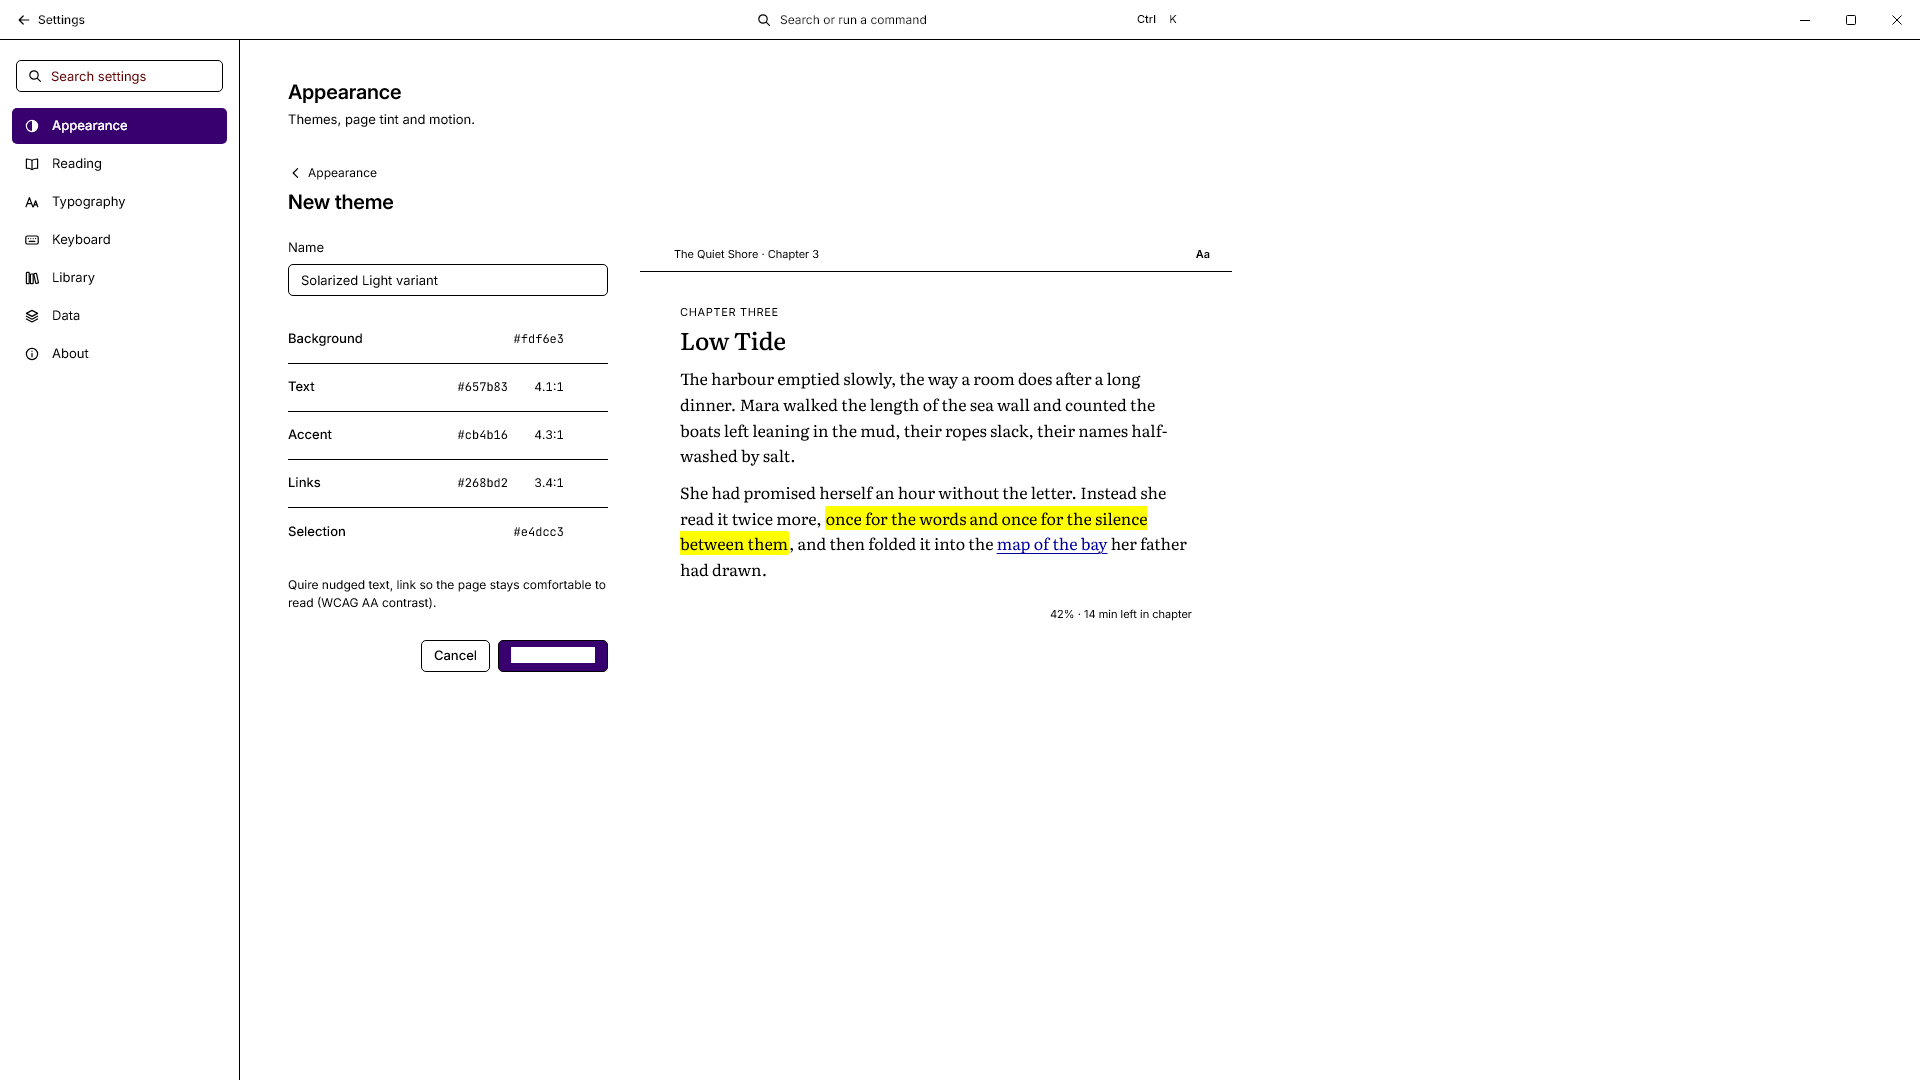 Settings
Search or run a command
Ctrl K
Search settings
Appearance
Reading
Typography
Keyboard
Library
Data
About
Appearance
Themes, page tint and motion.
Appearance
New theme
Name
Solarized Light variant
Background #fdf6e3
Text #657b83 4.1:1
Accent #cb4b16 4.3:1
Links #268bd2 3.4:1
Selection #e4dcc3
Quire nudged text, link so the page stays comfortable to
read (WCAG AA contrast).
Cancel
The Quiet Shore · Chapter 3
Aa
CHAPTER THREE
Low Tide
The harbour emptied slowly, the way a room does after a long
dinner. Mara walked the length of the sea wall and counted the
boats left leaning in the mud, their ropes slack, their names half-
washed by salt.
She had promised herself an hour without the letter. Instead she
read it twice more, once for the words and once for the silence
between them, and then folded it into the map of the bay her father
had drawn.
42% · 14 min left in chapter